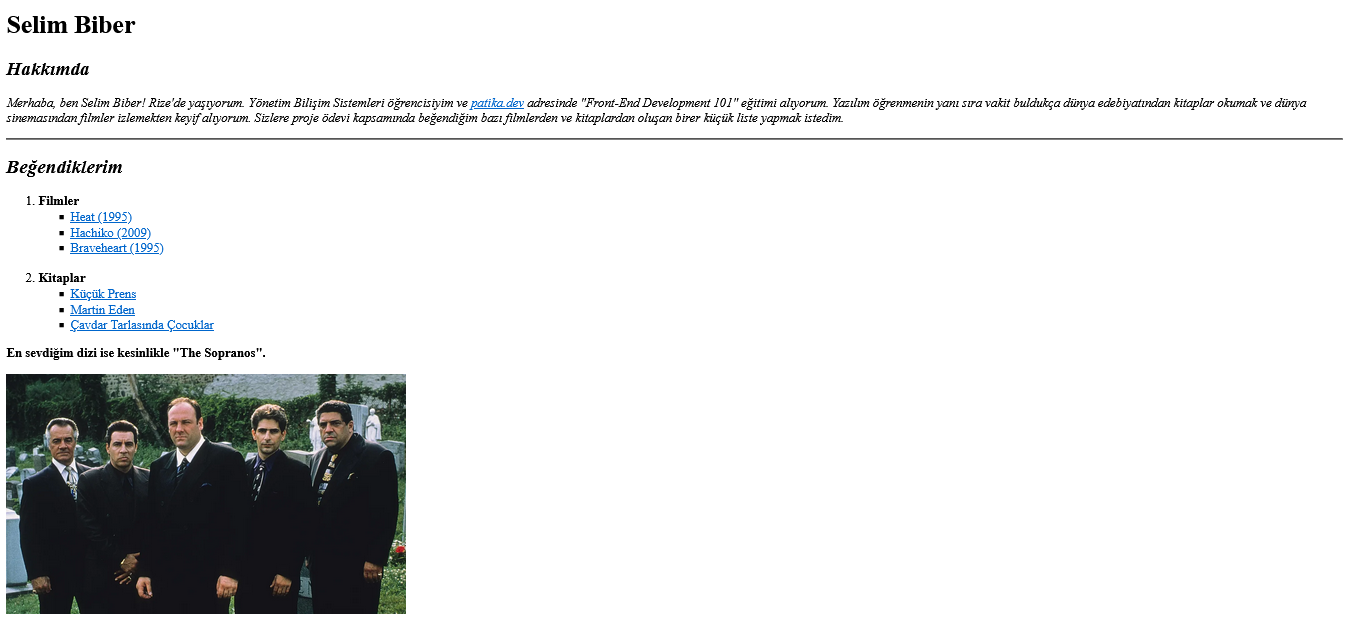 Selim Biber
Hakkımda
Merhaba, ben Selim Biber! Rize'de yaşıyorum. Yönetim Bilişim Sistemleri öğrencisiyim ve patika.dev adresinde "Front-End Development 101" eğitimi alıyorum. Yazılım öğrenmenin yanı sıra vakit buldukça dünya edebiyatından kitaplar okumak ve dünya
sinemasından filmler izlemekten keyif alıyorum. Sizlere proje ödevi kapsamında beğendiğim bazı filmlerden ve kitaplardan oluşan birer küçük liste yapmak istedim.
Beğendiklerim
1. Filmler
▪ Heat (1995)
▪ Hachiko (2009)
▪ Braveheart (1995)
2. Kitaplar
▪ Küçük Prens
▪ Martin Eden
▪ Çavdar Tarlasında Çocuklar
En sevdiğim dizi ise kesinlikle "The Sopranos".